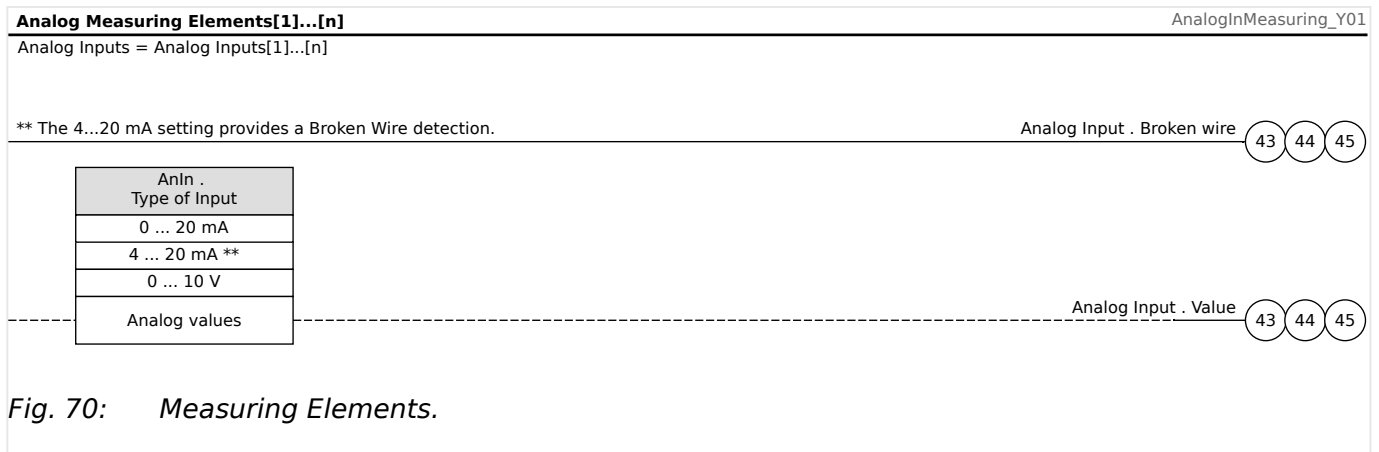 Analog Measuring Elements[1]...[n]
AnalogInMeasuring_Y01
Analog Inputs = Analog Inputs[1]...[n]
** The 4...20 mA setting provides a Broken Wire detection.
Analog Input . Broken wire
43 44 45
AnIn .
Type of Input
0 ... 20 mA
4 ... 20 mA **
0 ... 10 V
Analog values
Analog Input . Value
43 44 45
Fig. 70: Measuring Elements.